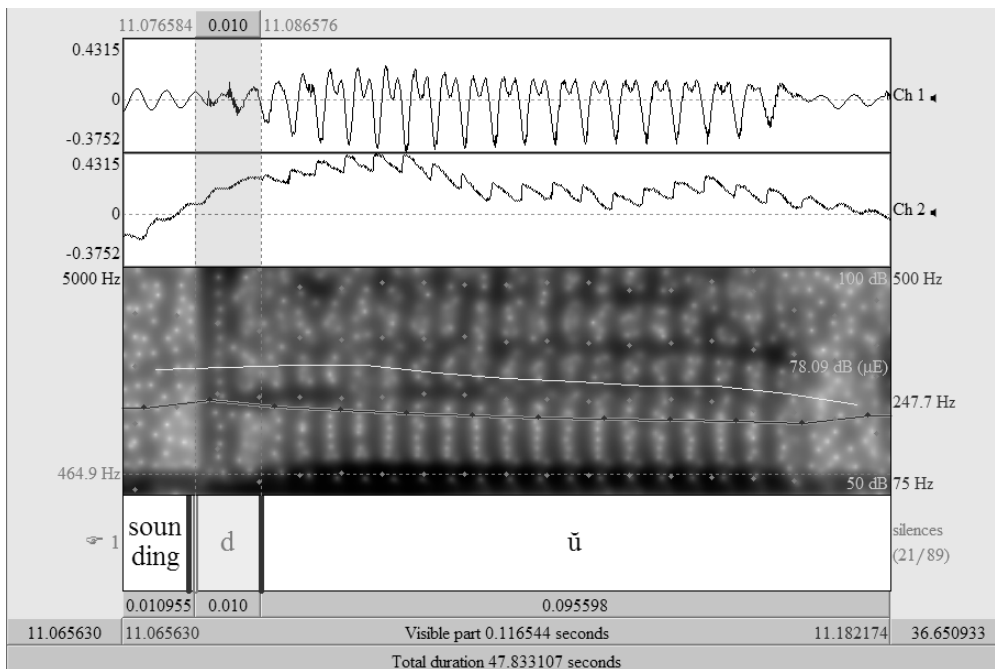 11.076584 0.010 11.086576
0.4315
0
-0.3752
Ch 1
0.4315
0
-0.3752
Ch 2
5000 Hz 100 dB 500 Hz
78.09 dB (µE)
247.7 Hz
464.9 Hz
50 dB 75 Hz
☞ 1
soun
ding
d
ŭ
silences
(21/89)
0.010955 0.010 0.095598
11.065630 11.065630 Visible part 0.116544 seconds 11.182174 36.650933
Total duration 47.833107 seconds